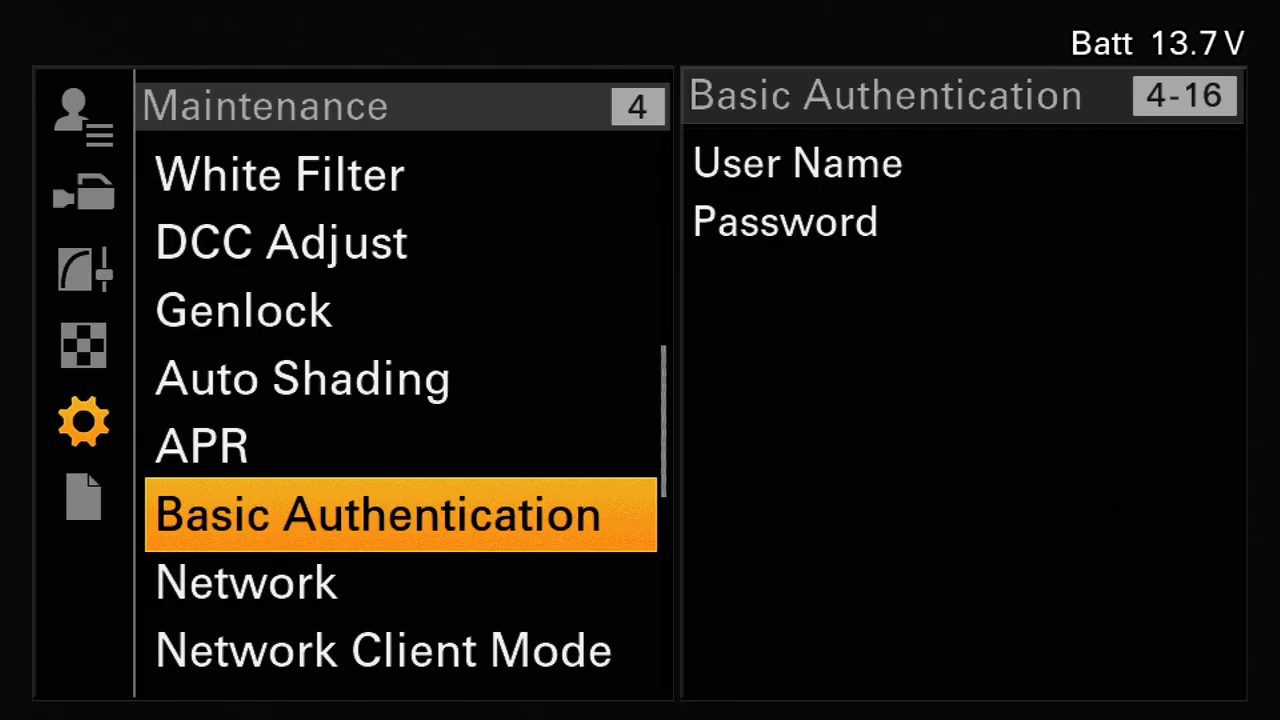 Batt 13.7 V
Maintenance 4
White Filter
DCC Adjust
Genlock
Auto Shading
APR
Basic Authentication
Network
Network Client Mode
Basic Authentication 4-16
User Name
Password